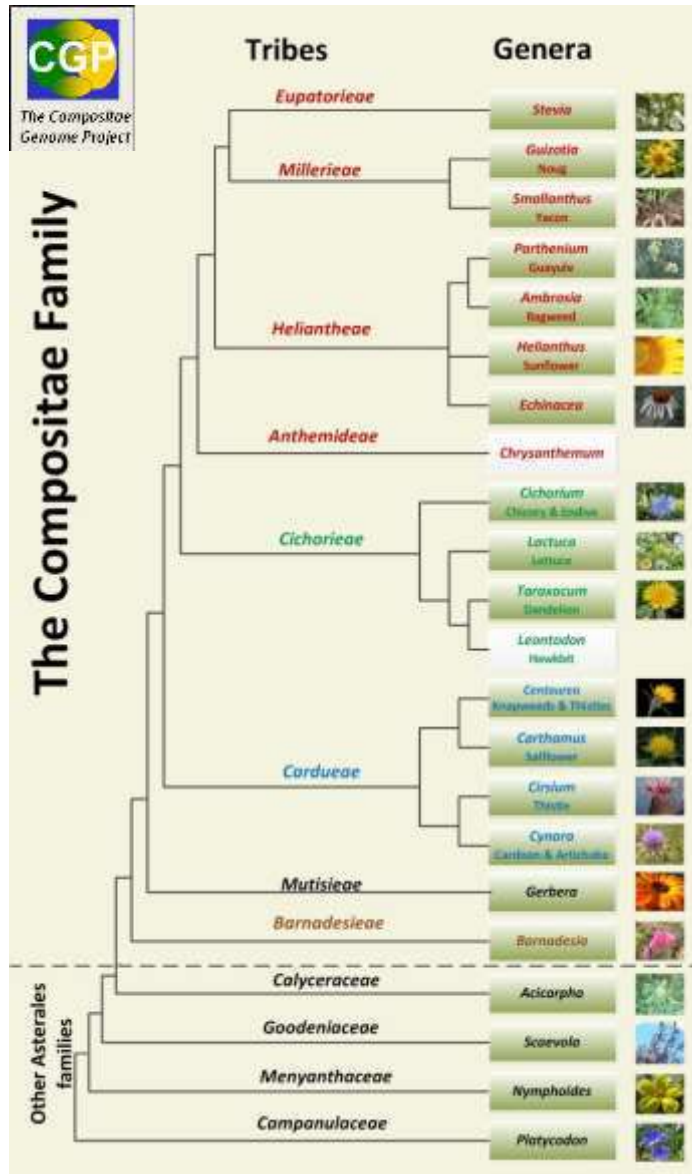 CGP
The Compositae
Genome Project
Tribes
Genera
The Compositae Family
Eupatorieae
Stevia
Millerieae
Guizotia
Noug
Smallanthus
Yacon
Heliantheae
Parthenium
Guayule
Ambrosia
Ragweed
Helianthus
Sunflower
Echinacea
Anthemideae
Chrysanthemum
Cichorieae
Cichorium
Chicory & Endive
Lactuca
Lettuce
Taraxacum
Dandelion
Leontodon
Hawkbit
Cardueae
Centaurea
Knapweeds & Thistles
Carthamus
Safflower
Cirsium
Thistle
Cynara
Cardoon & Artichoke
Mutisieae
Gerbera
Barnadesieae
Barnadesia
Other Asterales
families
Calyceraceae
Acicarpha
Goodeniaceae
Scaevola
Menyanthaceae
Nymphoides
Campanulaceae
Platycodon